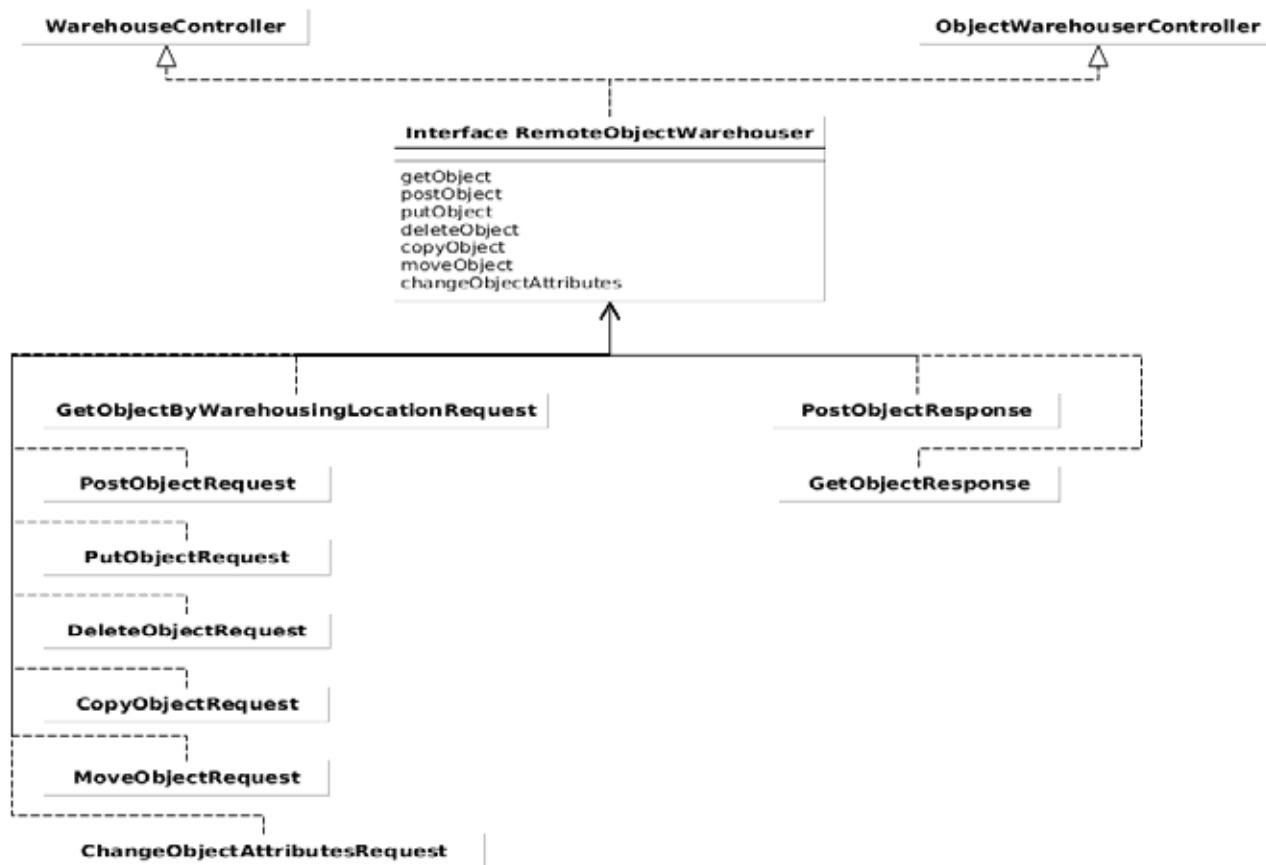 WarehouseController
ObjectWarehouserController
Interface RemoteObjectWarehouser
getObject
postObject
putObject
deleteObject
copyObject
moveObject
changeObjectAttributes
GetObjectByWarehousingLocationRequest
PostObjectResponse
PostObjectRequest
GetObjectResponse
PutObjectRequest
DeleteObjectRequest
CopyObjectRequest
MoveObjectRequest
ChangeObjectAttributesRequest